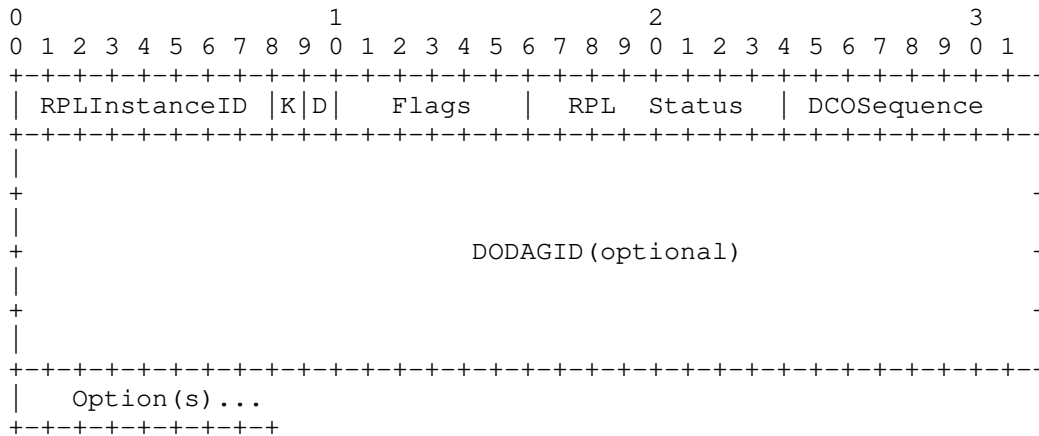 0                   1                   2                   3
0 1 2 3 4 5 6 7 8 9 0 1 2 3 4 5 6 7 8 9 0 1 2 3 4 5 6 7 8 9 0 1
+-+-+-+-+-+-+-+-+-+-+-+-+-+-+-+-+-+-+-+-+-+-+-+-+-+-+-+-+-+-+-+--
| RPLInstanceID |K|D|   Flags   |  RPL  Status  | DCOSequence
+-+-+-+-+-+-+-+-+-+-+-+-+-+-+-+-+-+-+-+-+-+-+-+-+-+-+-+-+-+-+-+--
|
+                                                               -
|
+                            DODAGID(optional)                  -
|
+                                                               -
|
+-+-+-+-+-+-+-+-+-+-+-+-+-+-+-+-+-+-+-+-+-+-+-+-+-+-+-+-+-+-+-+--
|   Option(s)...
+-+-+-+-+-+-+-+-+